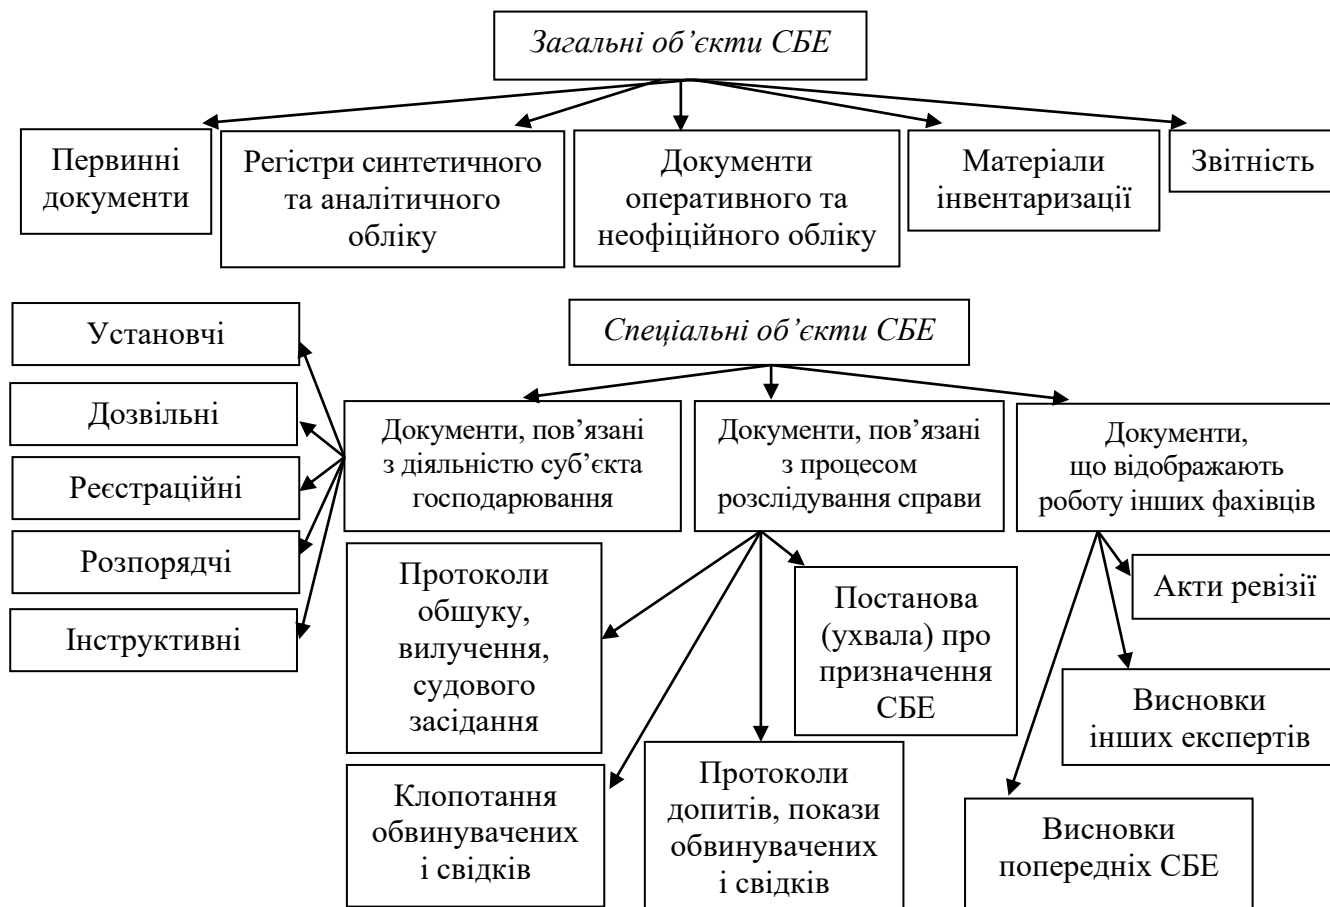 Загальні об’єкти СБЕ
Первинні
документи
Регістри синтетичного
та аналітичного
обліку
Документи
оперативного та
неофіційного обліку
Матеріали
інвентаризації
Звітність
Спеціальні об’єкти СБЕ
Установчі
Дозвільні
Реєстраційні
Розпорядчі
Інструктивні
Документи, пов’язані
з діяльністю суб’єкта
господарювання
Документи, пов’язані
з процесом
розслідування справи
Документи,
що відображають
роботу інших фахівців
Протоколи
обшуку,
вилучення,
судового
засідання
Постанова
(ухвала) про
призначення
СБЕ
Акти ревізії
Висновки
інших експертів
Клопотання
обвинувачених
і свідків
Протоколи
допитів, покази
обвинувачених
і свідків
Висновки
попередніх СБЕ